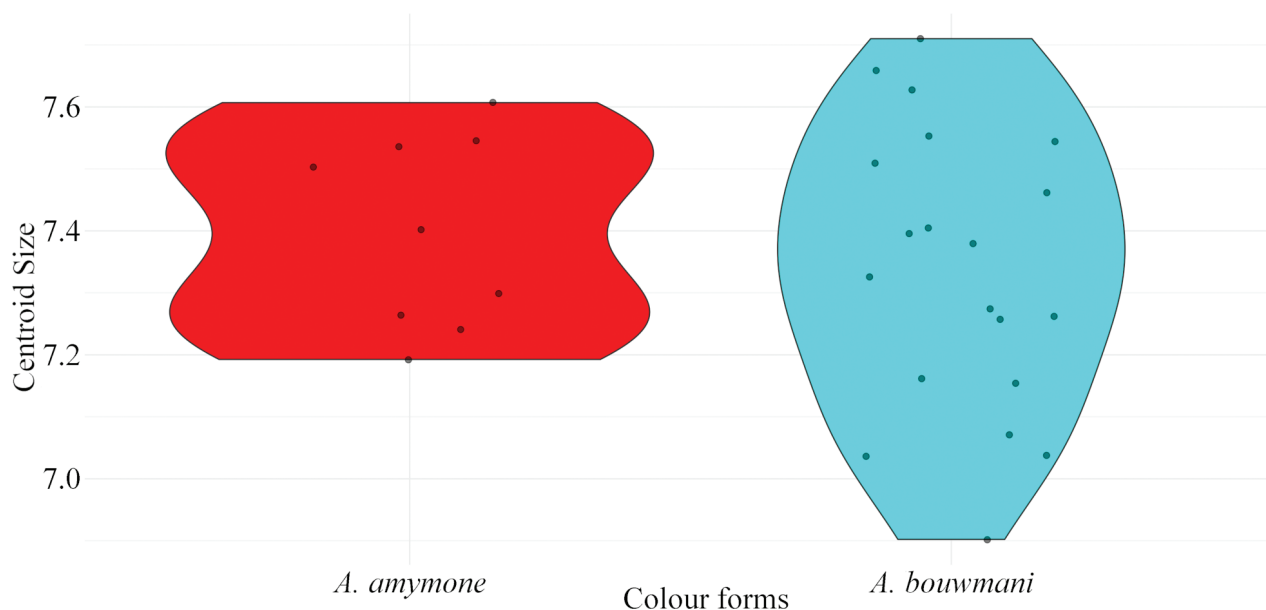 Centroid Size
7.6
7.4
7.2
7.0
A. amymone
A. bouwmani
Colour forms